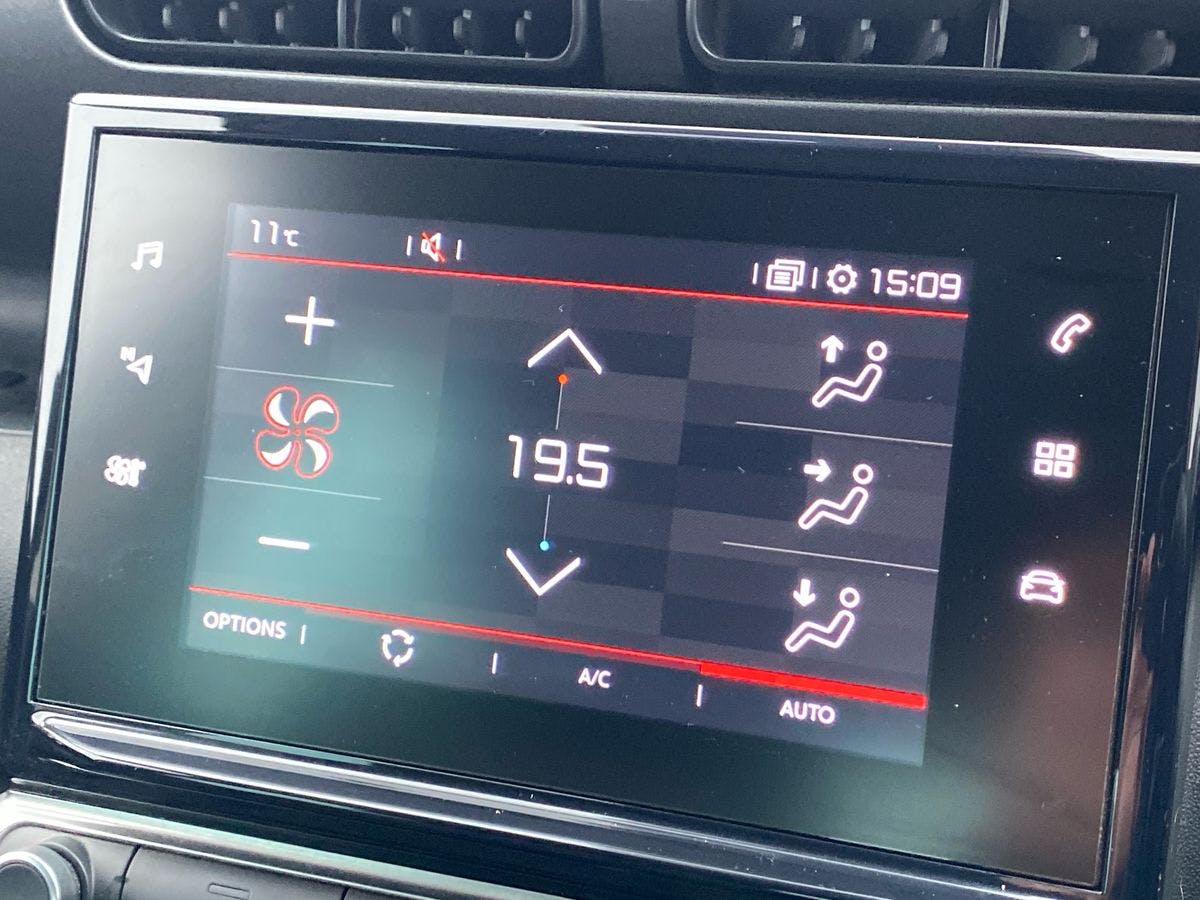 11°C
15:09
N
19.5
OPTIONS
A/C
AUTO